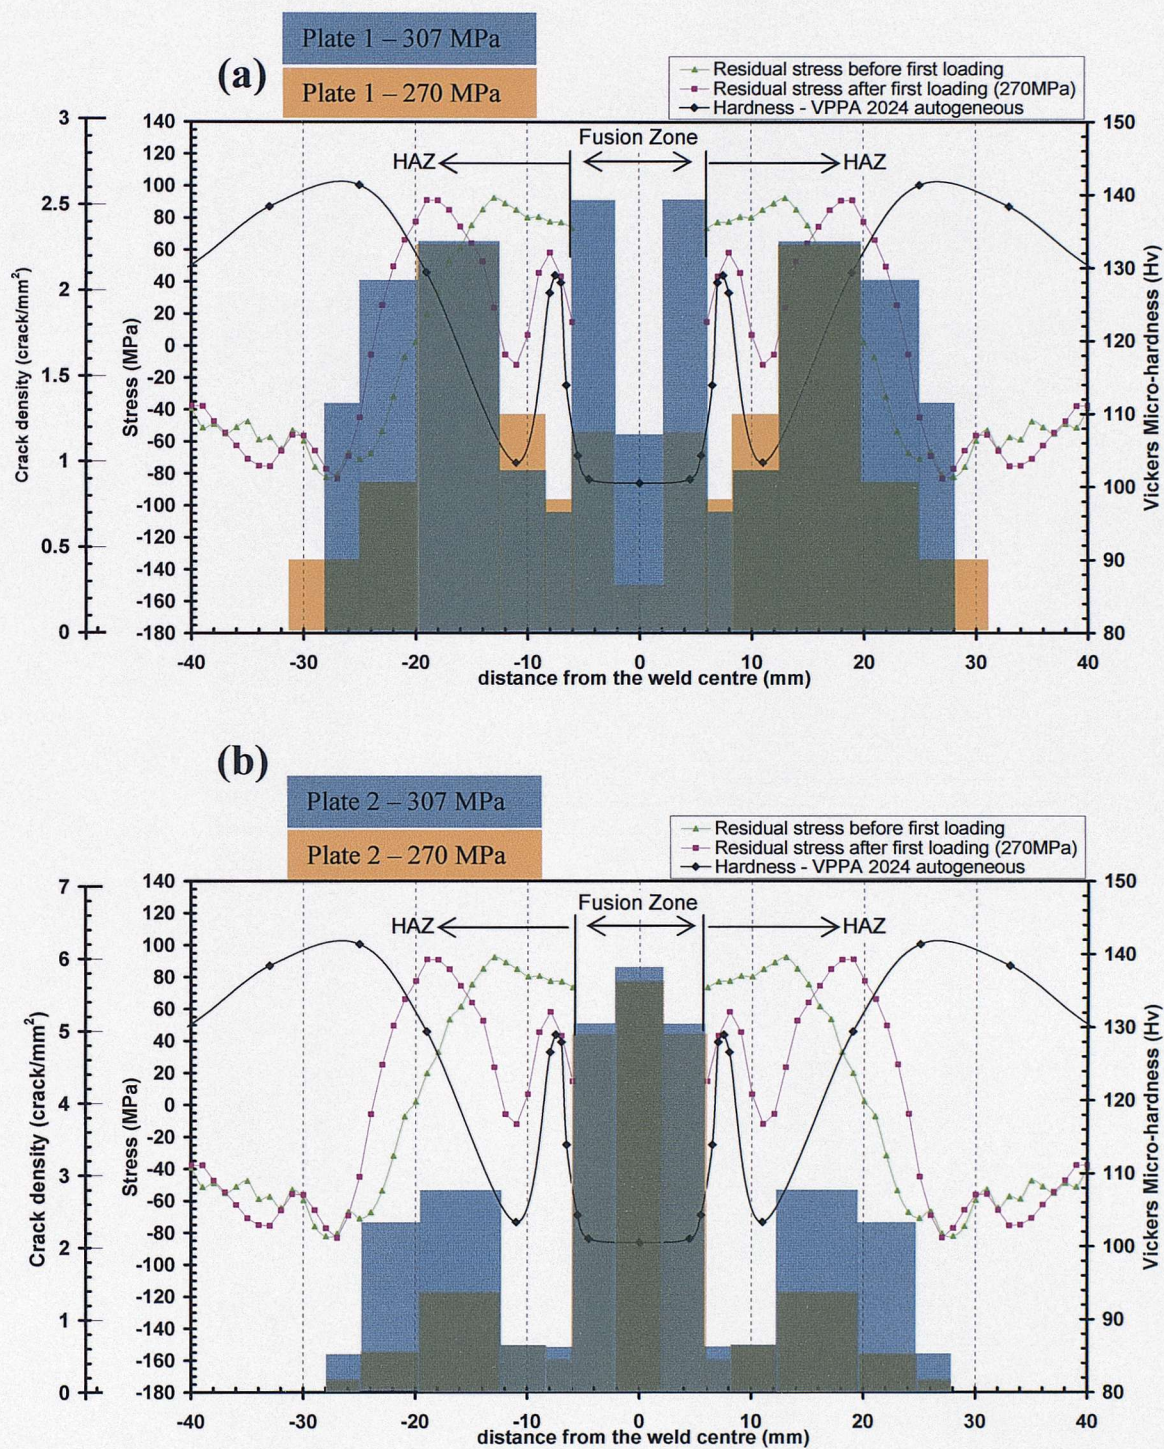 (a)
Plate 1 – 307 MPa
Plate 1 – 270 MPa
Residual stress before first loading
Residual stress after first loading (270MPa)
Hardness - VPPA 2024 autogeneous
Fusion Zone
HAZ
HAZ
Crack density (crack/mm²)
3
2.5
2
1.5
1
0.5
0
Stress (MPa)
140
120
100
80
60
40
20
0
-20
-40
-60
-80
-100
-120
-140
-160
-180
Vickers Micro-hardness (Hv)
150
140
130
120
110
100
90
80
-40 -30 -20 -10 0 10 20 30 40
distance from the weld centre (mm)
(b)
Plate 2 – 307 MPa
Plate 2 – 270 MPa
Residual stress before first loading
Residual stress after first loading (270MPa)
Hardness - VPPA 2024 autogeneous
Fusion Zone
HAZ
HAZ
Crack density (crack/mm²)
7
6
5
4
3
2
1
0
Stress (MPa)
140
120
100
80
60
40
20
0
-20
-40
-60
-80
-100
-120
-140
-160
-180
Vickers Micro-hardness (Hv)
150
140
130
120
110
100
90
80
-40 -30 -20 -10 0 10 20 30 40
distance from the weld centre (mm)